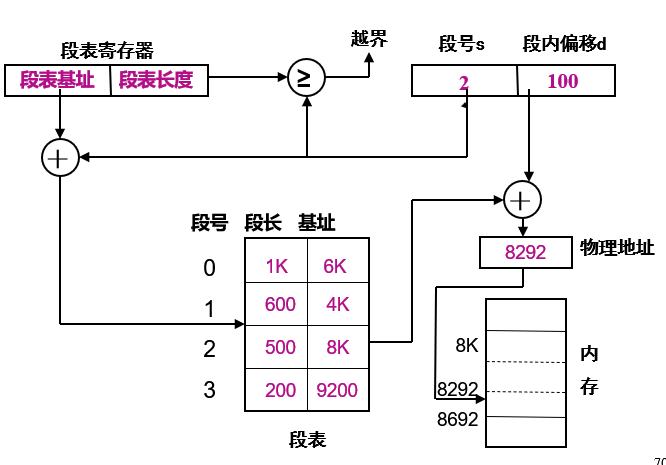 段表寄存器
越界
段号s 段内偏移d
段表基址 段表长度
≥
2 100
+
+
段号 段长 基址
8292 物理地址
0 1K 6K
1 600 4K
2 500 8K
3 200 9200
段表
8K
8292
8692
内存
70